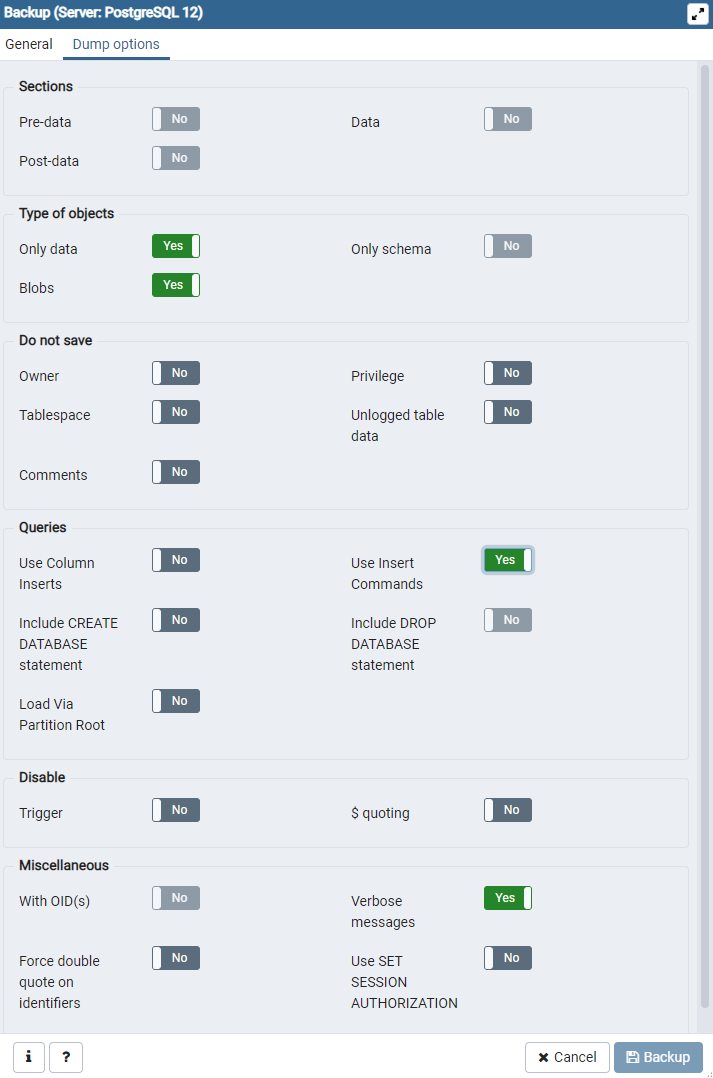 Backup (Server: PostgreSQL 12)
General Dump options
Sections
Pre-data No Data No
Post-data No
Type of objects
Only data Yes Only schema No
Blobs Yes
Do not save
Owner No Privilege No
Tablespace No Unlogged table
data
Comments No
Queries
Use Column No Use Insert Yes
Inserts Commands
Include CREATE No Include DROP No
DATABASE DATABASE
statement statement
Load Via No
Partition Root
Disable
Trigger No $ quoting No
Miscellaneous
With OID(s) No Verbose Yes
messages
Force double No Use SET No
quote on SESSION
identifiers AUTHORIZATION
i ? Cancel Backup